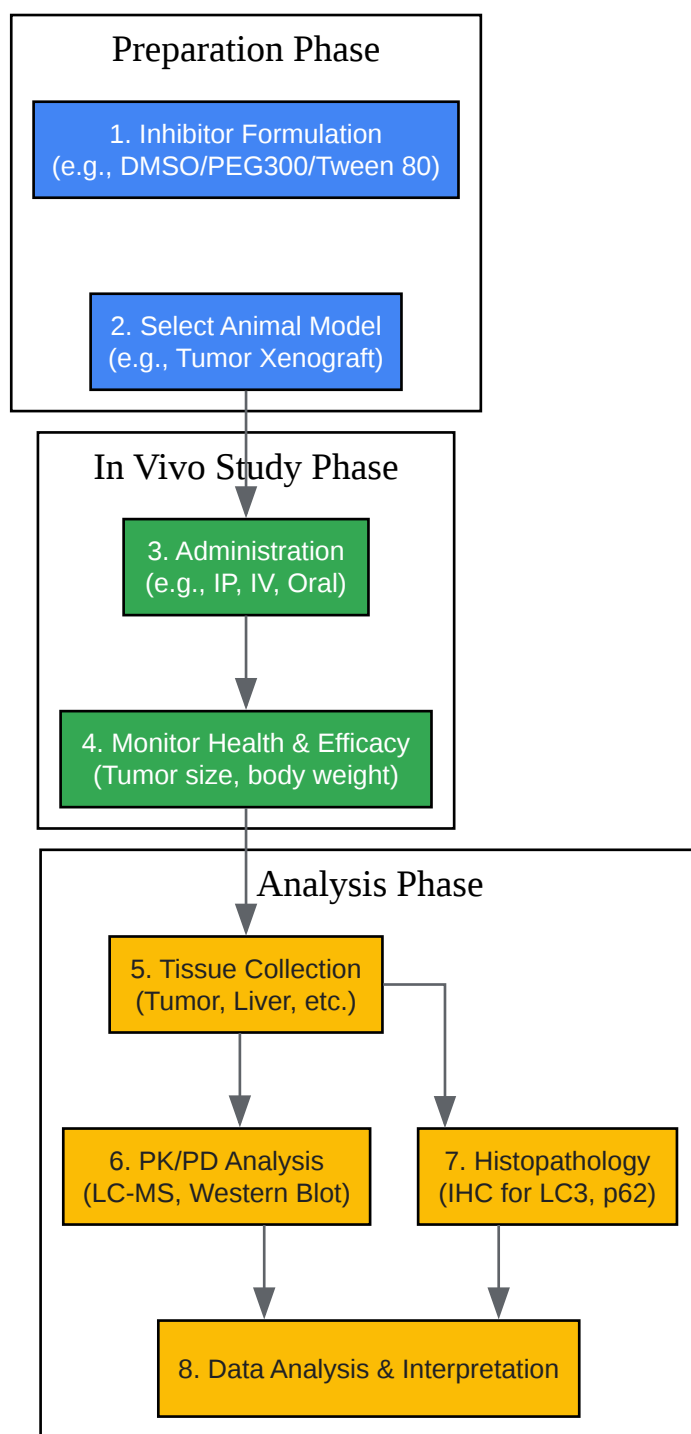 Preparation Phase
1. Inhibitor Formulation
(e.g., DMSO/PEG300/Tween 80)
2. Select Animal Model
(e.g., Tumor Xenograft)
In Vivo Study Phase
3. Administration
(e.g., IP, IV, Oral)
4. Monitor Health & Efficacy
(Tumor size, body weight)
Analysis Phase
5. Tissue Collection
(Tumor, Liver, etc.)
6. PK/PD Analysis
(LC-MS, Western Blot)
7. Histopathology
(IHC for LC3, p62)
8. Data Analysis & Interpretation